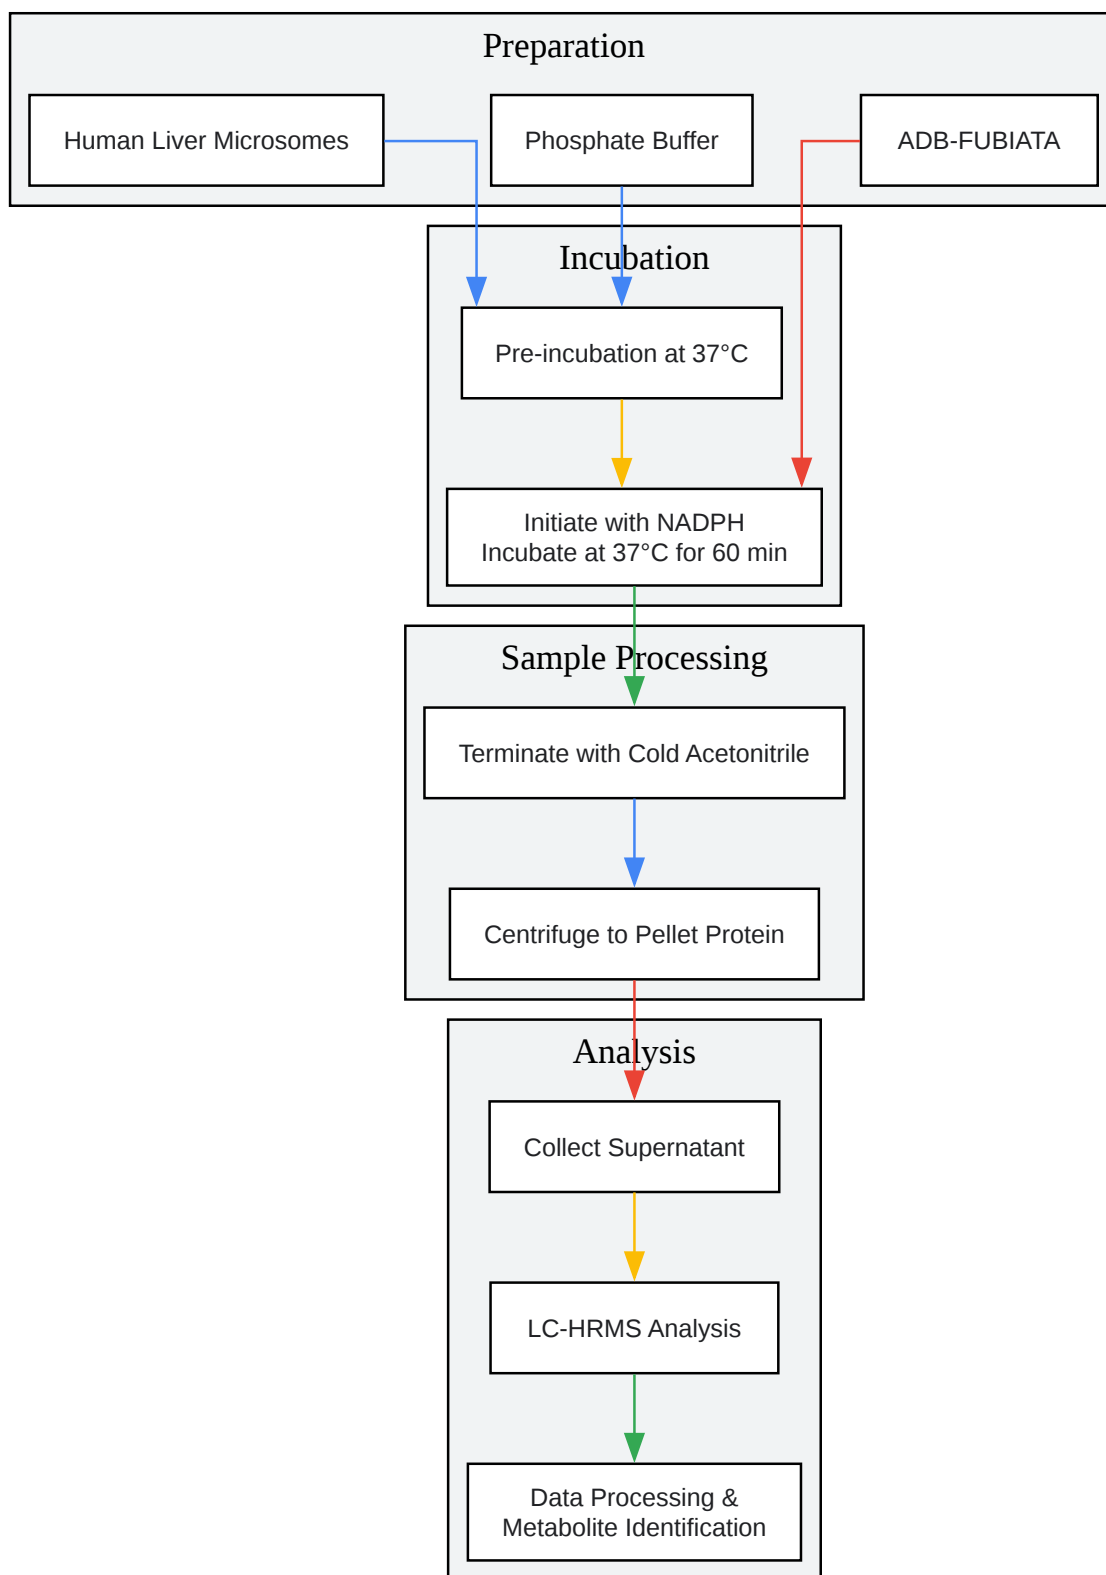 Preparation
Human Liver Microsomes
Phosphate Buffer
ADB-FUBIATA
Incubation
Pre-incubation at 37°C
Initiate with NADPH
Incubate at 37°C for 60 min
Sample Processing
Terminate with Cold Acetonitrile
Centrifuge to Pellet Protein
Analysis
Collect Supernatant
LC-HRMS Analysis
Data Processing &
Metabolite Identification